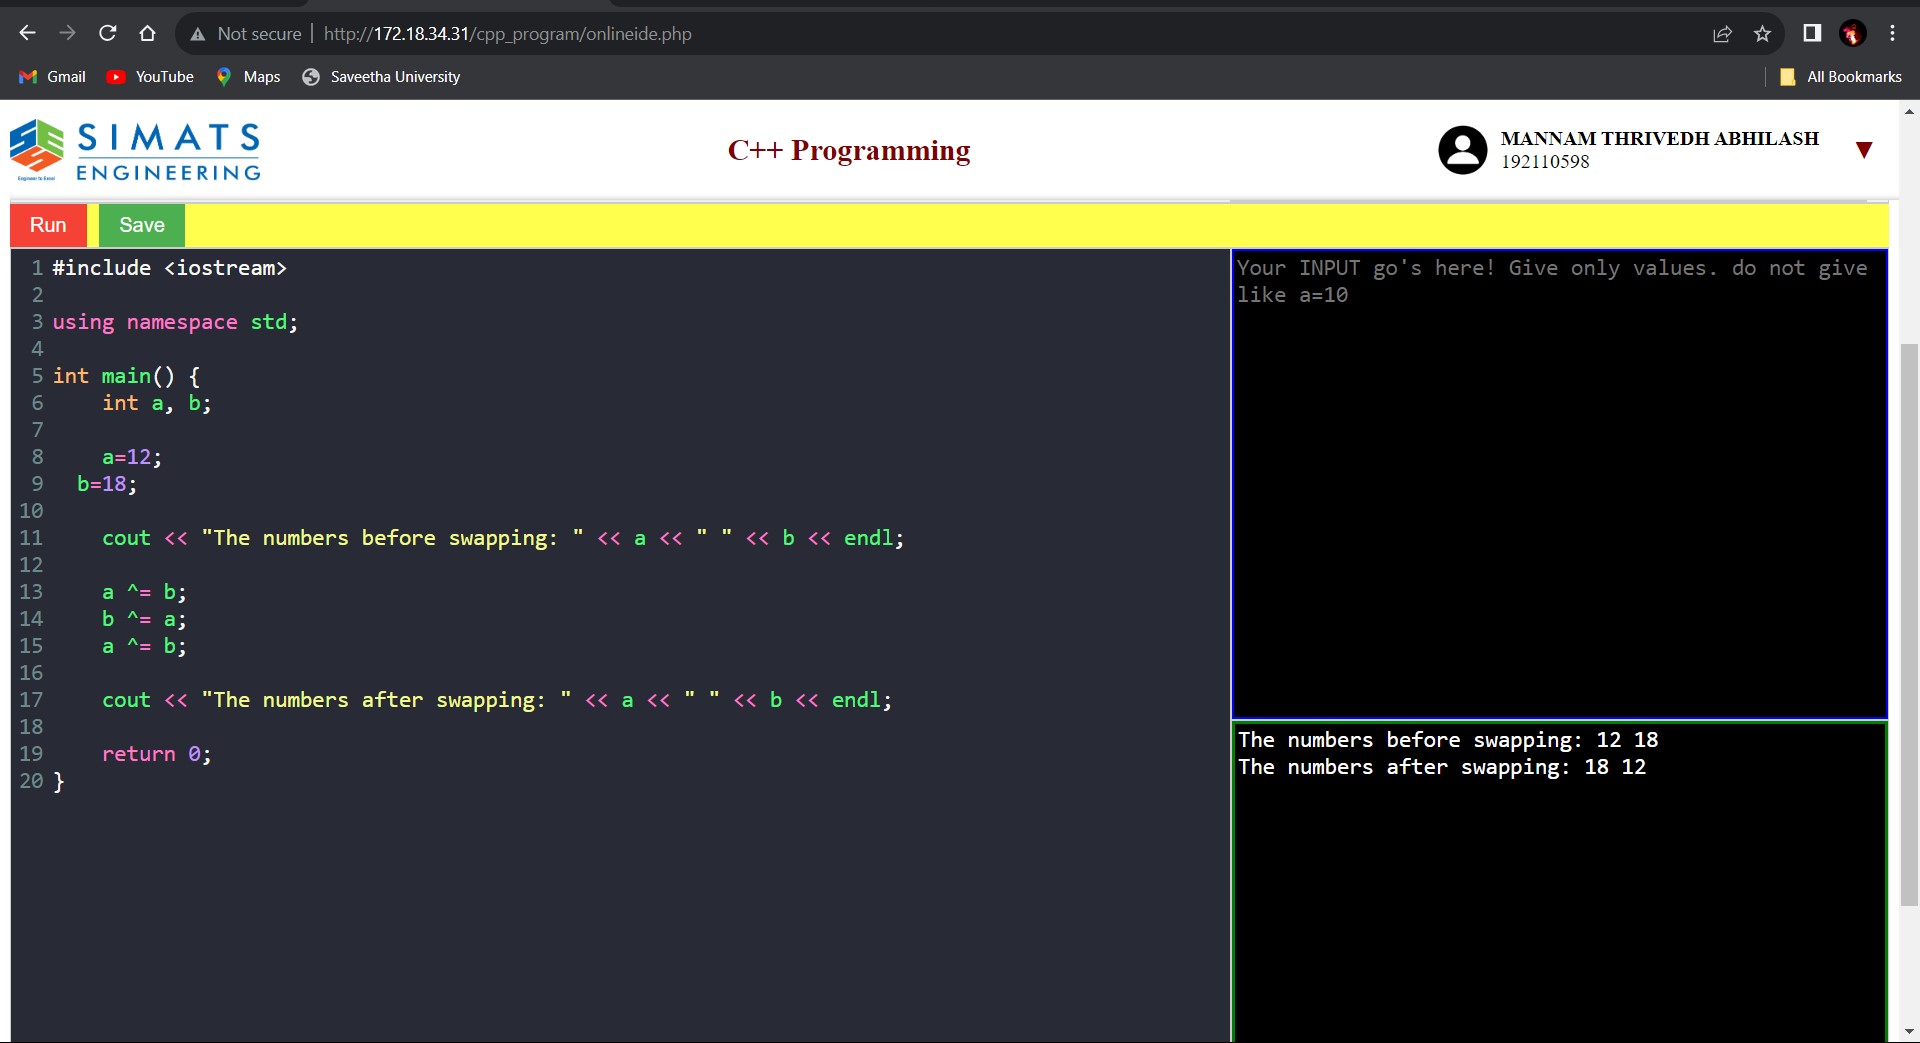 Not secure | http://172.18.34.31/cpp_program/onlineide.php
Gmail YouTube Maps Saveetha University All Bookmarks
SIMATS
ENGINEERING
Engineer to Excel
C++ Programming
MANNAM THRIVEDH ABHILASH
192110598
Run Save
1 #include <iostream>
2
3 using namespace std;
4
5 int main() {
6     int a, b;
7
8     a=12;
9   b=18;
10
11     cout << "The numbers before swapping: " << a << " " << b << endl;
12
13     a ^= b;
14     b ^= a;
15     a ^= b;
16
17     cout << "The numbers after swapping: " << a << " " << b << endl;
18
19     return 0;
20 }
Your INPUT go's here! Give only values. do not give
like a=10
The numbers before swapping: 12 18
The numbers after swapping: 18 12